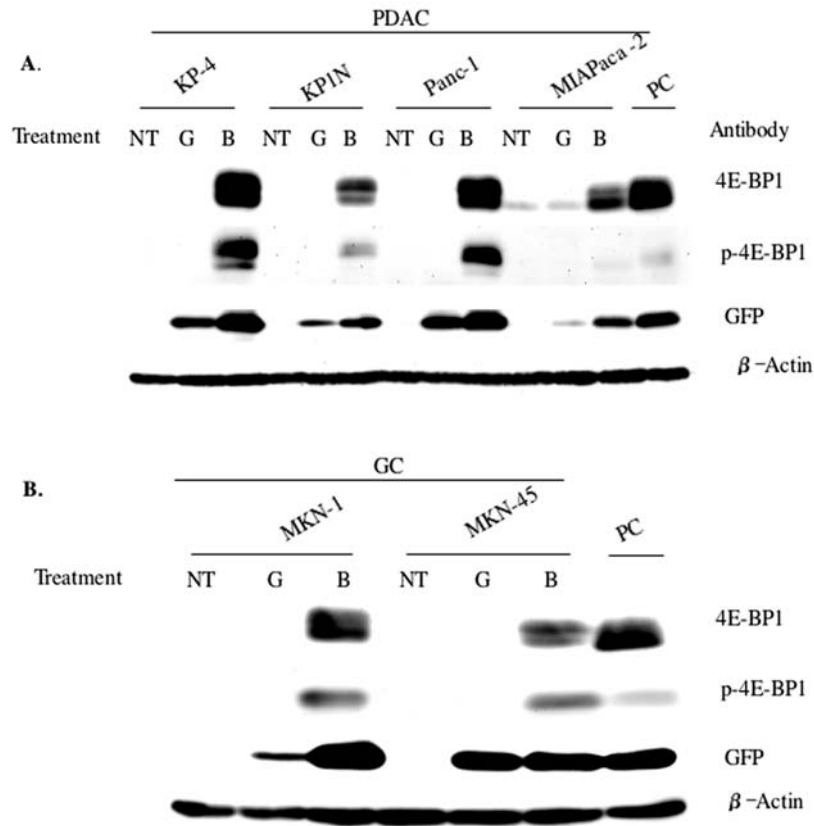 PDAC
A.
KP-4 KP1N Panc-1 MIAPaca-2 PC
Treatment NT G B NT G B NT G B NT G B Antibody
4E-BP1
p-4E-BP1
GFP
β-Actin
GC
B.
MKN-1 MKN-45 PC
Treatment NT G B NT G B
4E-BP1
p-4E-BP1
GFP
β-Actin